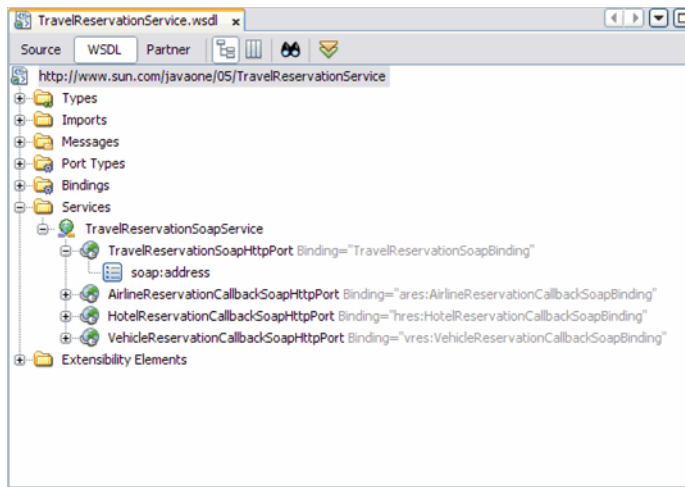 TravelReservationService.wsdl x
Source WSDL Partner
http://www.sun.com/javaone/05/TravelReservationService
Types
Imports
Messages
Port Types
Bindings
Services
TravelReservationSoapService
TravelReservationSoapHttpPort Binding="TravelReservationSoapBinding"
soap:address
AirlineReservationCallbackSoapHttpPort Binding="ares:AirlineReservationCallbackSoapBinding"
HotelReservationCallbackSoapHttpPort Binding="hres:HotelReservationCallbackSoapBinding"
VehicleReservationCallbackSoapHttpPort Binding="vres:VehicleReservationCallbackSoapBinding"
Extensibility Elements